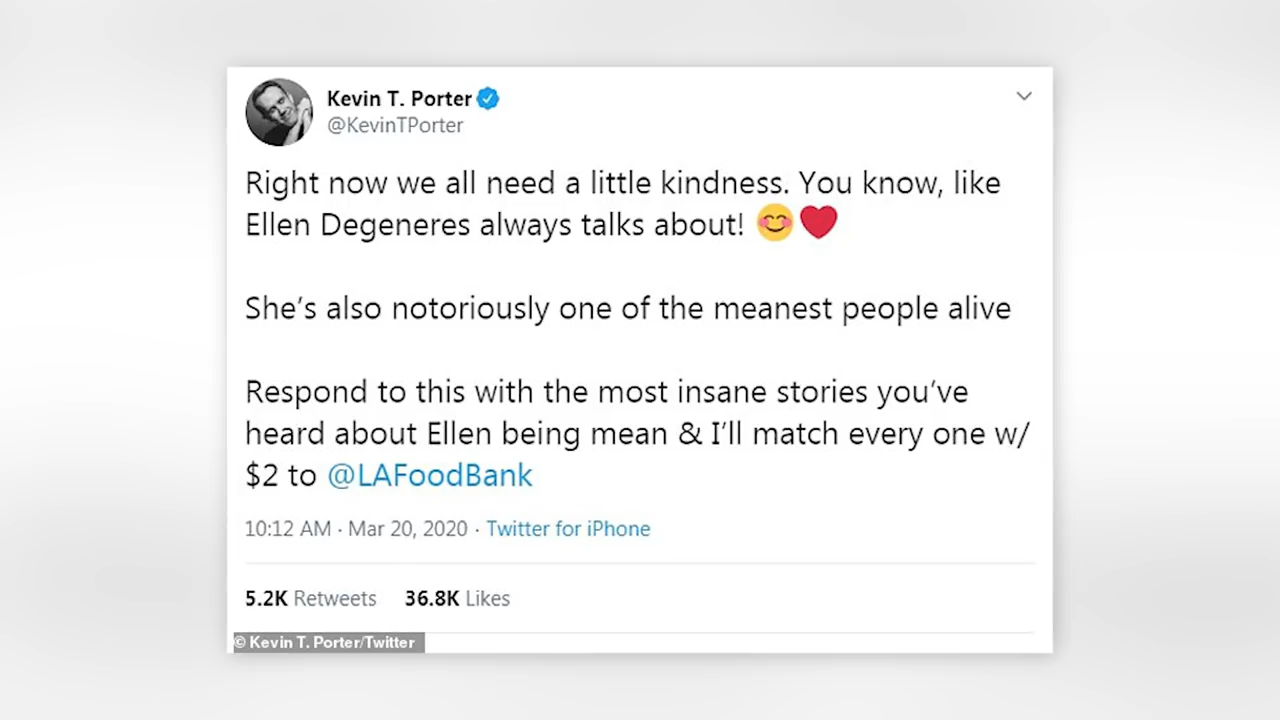 Kevin T. Porter
@KevinTPorter
Right now we all need a little kindness. You know, like
Ellen Degeneres always talks about! 😊❤️
She’s also notoriously one of the meanest people alive
Respond to this with the most insane stories you’ve
heard about Ellen being mean & I’ll match every one w/
$2 to @LAFoodBank
10:12 AM · Mar 20, 2020 · Twitter for iPhone
5.2K Retweets 36.8K Likes
© Kevin T. Porter/Twitter